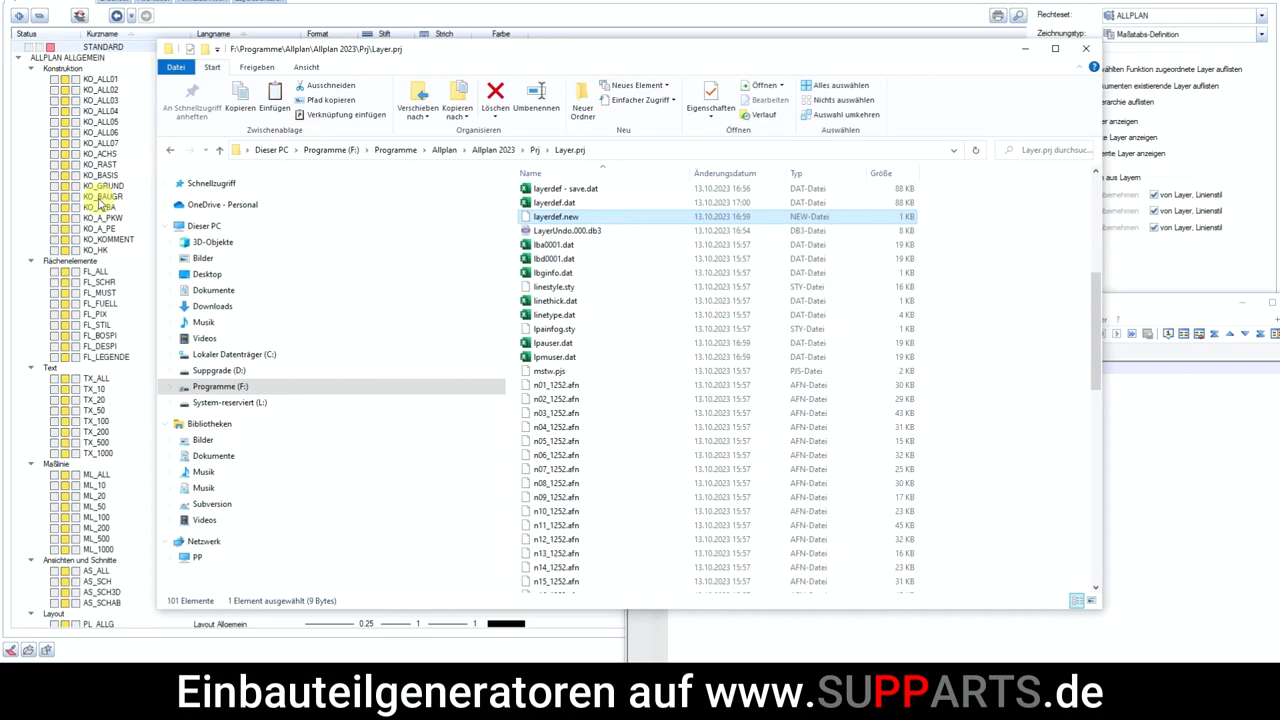 Rechteset:
ALLPLAN
Zeichnungstyp:
Maßstabs-Definition
Status
Kurzname
Langname
Format
Stift
Strich
Farbe
STANDARD
ALLPLAN ALLGEMEIN
Konstruktion
KO_ALL01
KO_ALL02
KO_ALL03
KO_ALL04
KO_ALL05
KO_ALL06
KO_ALL07
KO_ACHS
KO_RAST
KO_BASIS
KO_GRUND
KO_BAUGR
KO_A_PKW
KO_A_PE
KO_KOMMENT
KO_HK
Flächenelemente
FL_ALL
FL_SCHR
FL_MUST
FL_FUELL
FL_PIX
FL_STIL
FL_BOSPI
FL_DESPI
FL_LEGENDE
Text
TX_ALL
TX_10
TX_20
TX_50
TX_100
TX_200
TX_500
TX_1000
Maßlinie
ML_ALL
ML_10
ML_20
ML_50
ML_100
ML_200
ML_500
ML_1000
Ansichten und Schnitte
AS_ALL
AS_SCH
AS_SCH3D
AS_SCHAB
Layout
PL_ALLG Layout Allgemein 0.25 1 1
F:\Programme\Allplan\Allplan 2023\Prj\Layer.prj
Datei Start Freigeben Ansicht
An Schnellzugriff anheften
Kopieren
Einfügen
Ausschneiden
Pfad kopieren
Verknüpfung einfügen
Zwischenablage
Verschieben nach
Kopieren nach
Löschen
Umbenennen
Organisieren
Neuer Ordner
Neues Element
Einfacher Zugriff
Neu
Eigenschaften
Öffnen
Bearbeiten
Verlauf
Öffnen
Alles auswählen
Nichts auswählen
Auswahl umkehren
Auswählen
Dieser PC > Programme (F:) > Programme > Allplan > Allplan 2023 > Prj > Layer.prj
Layer.prj durchsuc...
Schnellzugriff
OneDrive - Personal
Dieser PC
3D-Objekte
Bilder
Desktop
Dokumente
Downloads
Musik
Videos
Lokaler Datenträger (C:)
Suppgrade (D:)
Programme (F:)
System-reserviert (L:)
Bibliotheken
Bilder
Dokumente
Musik
Musik
Subversion
Videos
Netzwerk
PP
Name Änderungsdatum Typ Größe
layerdef - save.dat 13.10.2023 16:56 DAT-Datei 88 KB
layerdef.dat 13.10.2023 17:00 DAT-Datei 88 KB
layerdef.new 13.10.2023 16:59 NEW-Datei 1 KB
LayerUndo.000.db3 13.10.2023 16:54 DB3-Datei 8 KB
lba0001.dat 13.10.2023 15:57 DAT-Datei 19 KB
lbd0001.dat 13.10.2023 15:57 DAT-Datei 19 KB
lbginfo.dat 13.10.2023 15:57 DAT-Datei 1 KB
linestyle.sty 13.10.2023 15:57 STY-Datei 16 KB
linethick.dat 13.10.2023 15:57 DAT-Datei 1 KB
linetype.dat 13.10.2023 15:57 DAT-Datei 4 KB
lpainfog.sty 13.10.2023 15:57 STY-Datei 1 KB
lpauser.dat 13.10.2023 16:59 DAT-Datei 19 KB
lpmuser.dat 13.10.2023 16:59 DAT-Datei 19 KB
mstw.pjs 13.10.2023 15:57 PJS-Datei 2 KB
n01_1252.afn 13.10.2023 15:57 AFN-Datei 30 KB
n02_1252.afn 13.10.2023 15:57 AFN-Datei 29 KB
n03_1252.afn 13.10.2023 15:57 AFN-Datei 43 KB
n04_1252.afn 13.10.2023 15:57 AFN-Datei 31 KB
n05_1252.afn 13.10.2023 15:57 AFN-Datei 15 KB
n06_1252.afn 13.10.2023 15:57 AFN-Datei 32 KB
n07_1252.afn 13.10.2023 15:57 AFN-Datei 25 KB
n08_1252.afn 13.10.2023 15:57 AFN-Datei 30 KB
n09_1252.afn 13.10.2023 15:57 AFN-Datei 17 KB
n10_1252.afn 13.10.2023 15:57 AFN-Datei 23 KB
n11_1252.afn 13.10.2023 15:57 AFN-Datei 45 KB
n12_1252.afn 13.10.2023 15:57 AFN-Datei 32 KB
n13_1252.afn 13.10.2023 15:57 AFN-Datei 16 KB
n14_1252.afn 13.10.2023 15:57 AFN-Datei 23 KB
n15_1252.afn 13.10.2023 15:57 AFN-Datei 31 KB
101 Elemente 1 Element ausgewählt (9 Bytes)
wählten Funktion zugeordnete Layer auflisten
kumenten existierende Layer auflisten
erarchie auflisten
er anzeigen
te Layer anzeigen
erte Layer anzeigen
n aus Layern
von Layer, Linienstil
von Layer, Linienstil
von Layer, Linienstil
Einbauteilgeneratoren auf www.SUPPARTS.de